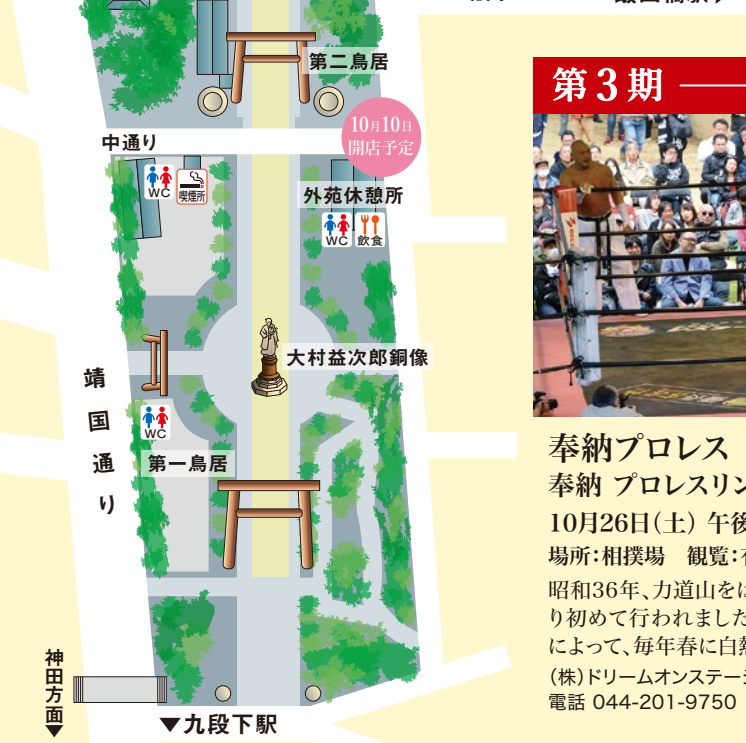 第二鳥居
10月10日
開店予定
中通り
WC
喫煙所
外苑休憩所
WC 飲食
大村益次郎銅像
靖国通り
WC
第一鳥居
神田方面▼
▼九段下駅
第3期
奉納プロレス
奉納 プロレスリン
10月26日(土) 午後
場所:相撲場 観覧:
昭和36年、力道山をは
り初めて行われました
によって、毎年春に白熱
(株)ドリームオンステージ
電話 044-201-9750